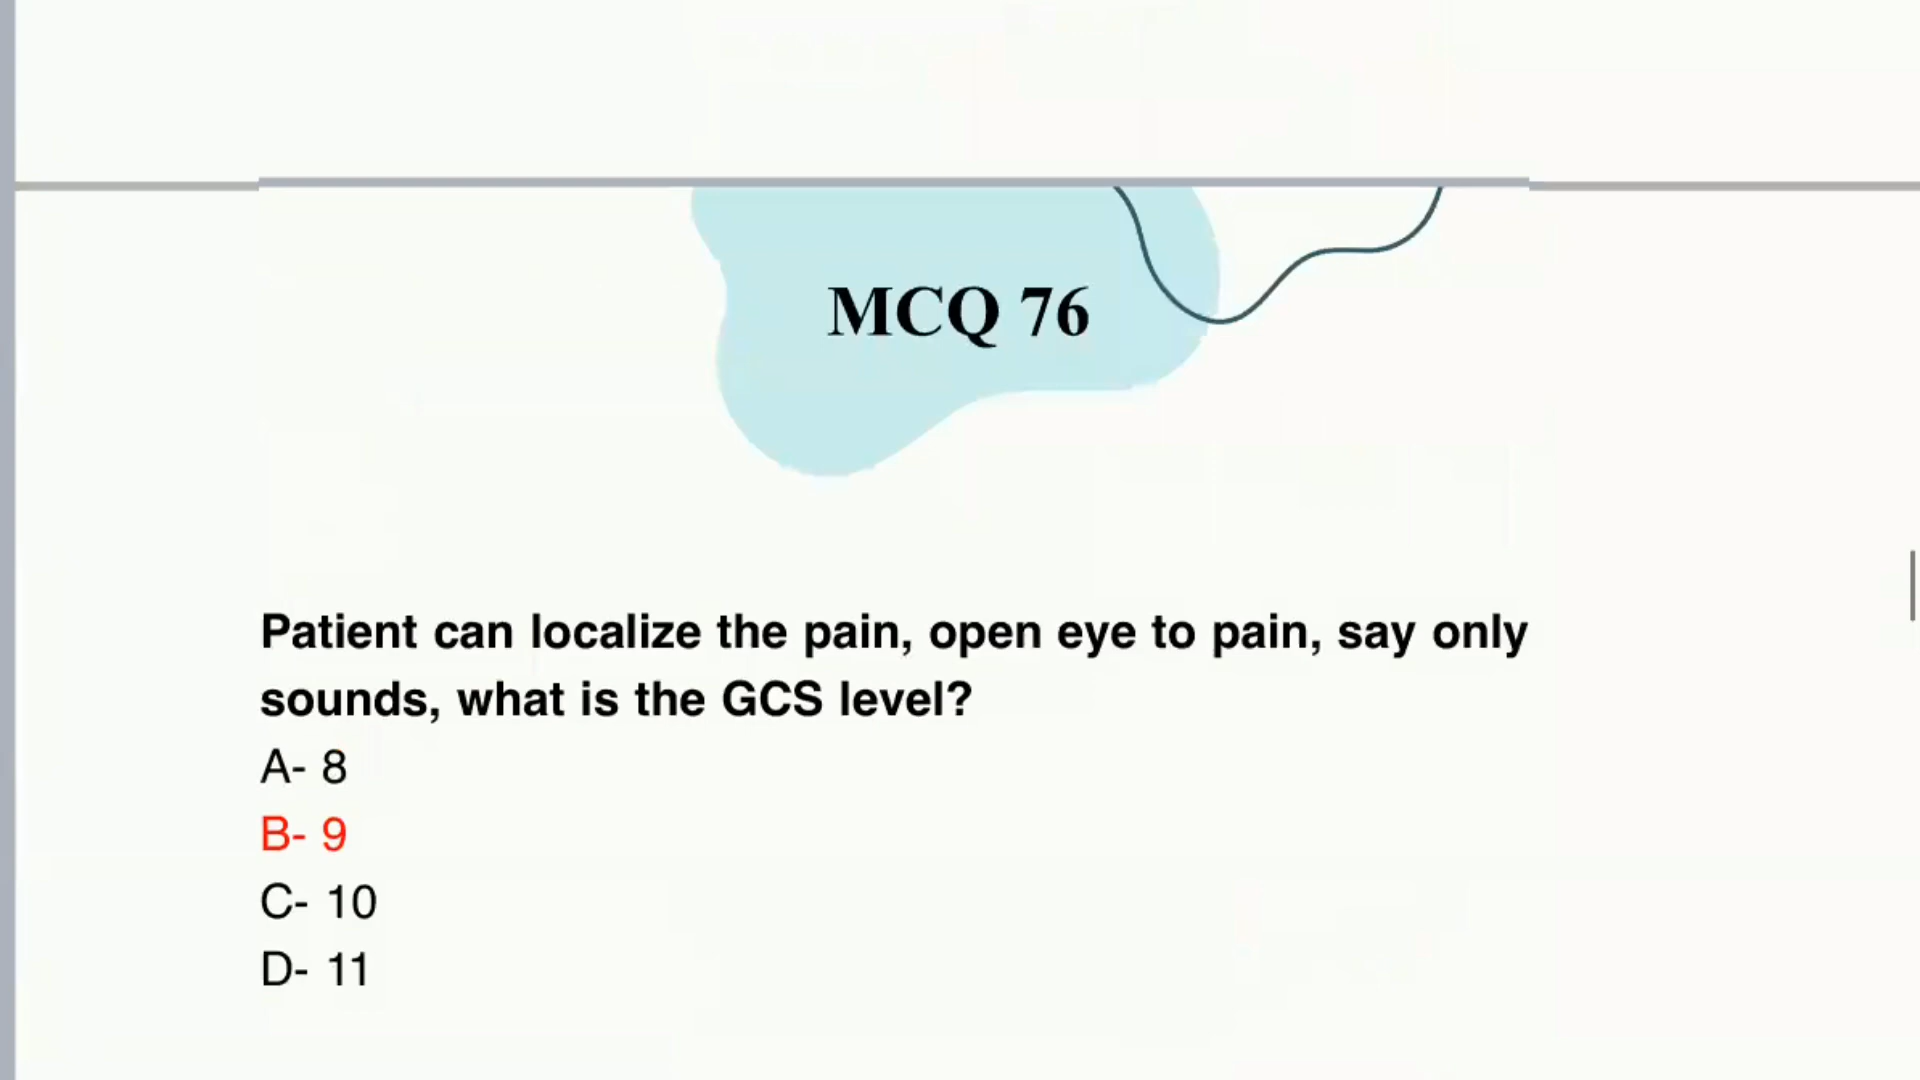 MCQ 76
Patient can localize the pain, open eye to pain, say only
sounds, what is the GCS level?
A- 8
B- 9
C- 10
D- 11